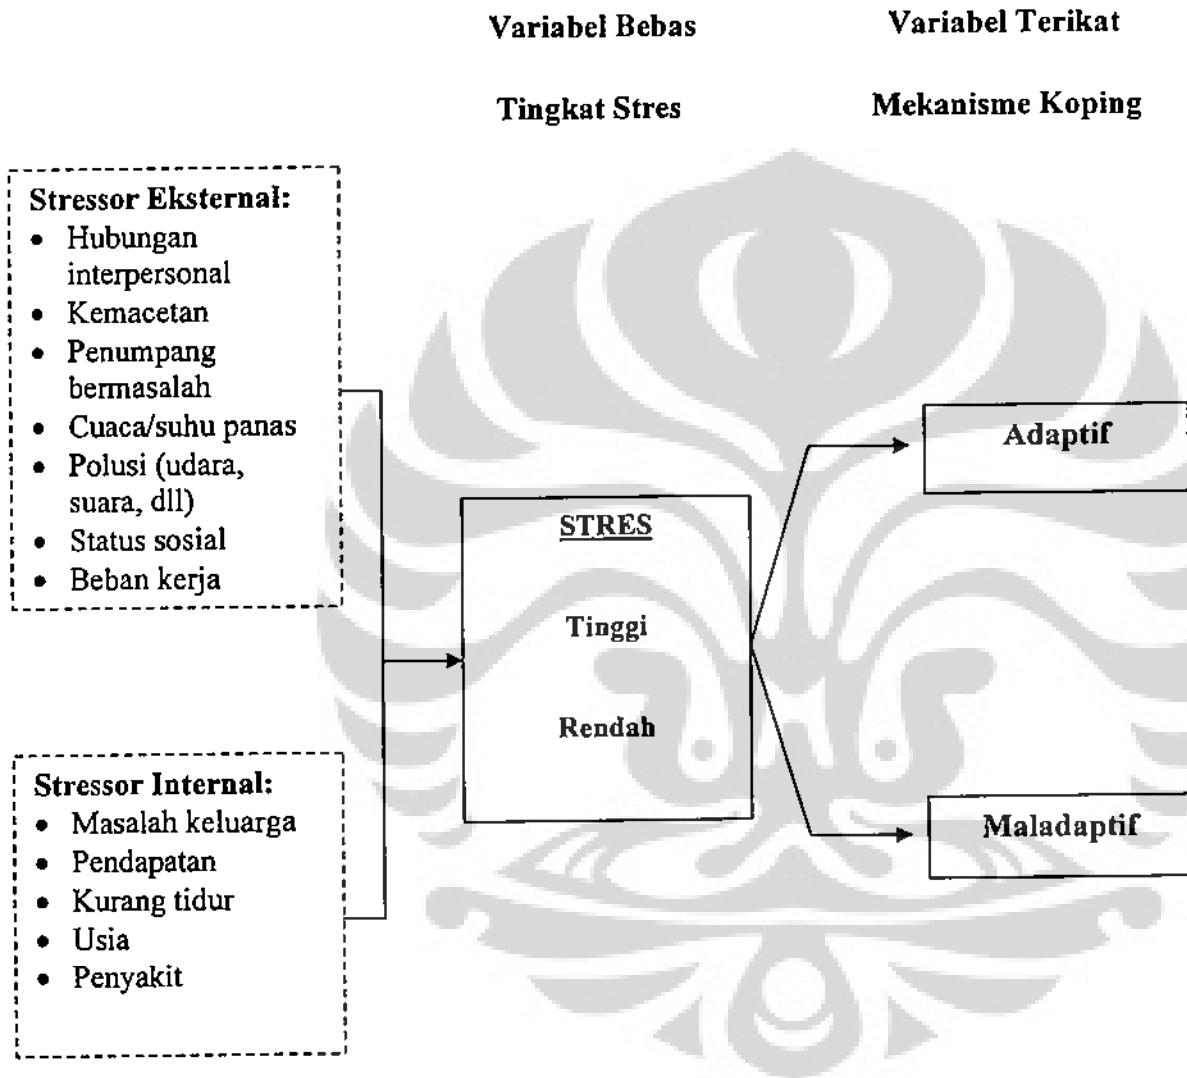 Variabel Bebas
Variabel Terikat
Tingkat Stres
Mekanisme Koping
Stressor Eksternal:
• Hubungan
interpersonal
• Kemacetan
• Penumpang
bermasalah
• Cuaca/suhu panas
• Polusi (udara,
suara, dll)
• Status sosial
• Beban kerja
Stressor Internal:
• Masalah keluarga
• Pendapatan
• Kurang tidur
• Usia
• Penyakit
STRES
Tinggi
Rendah
Adaptif
Maladaptif